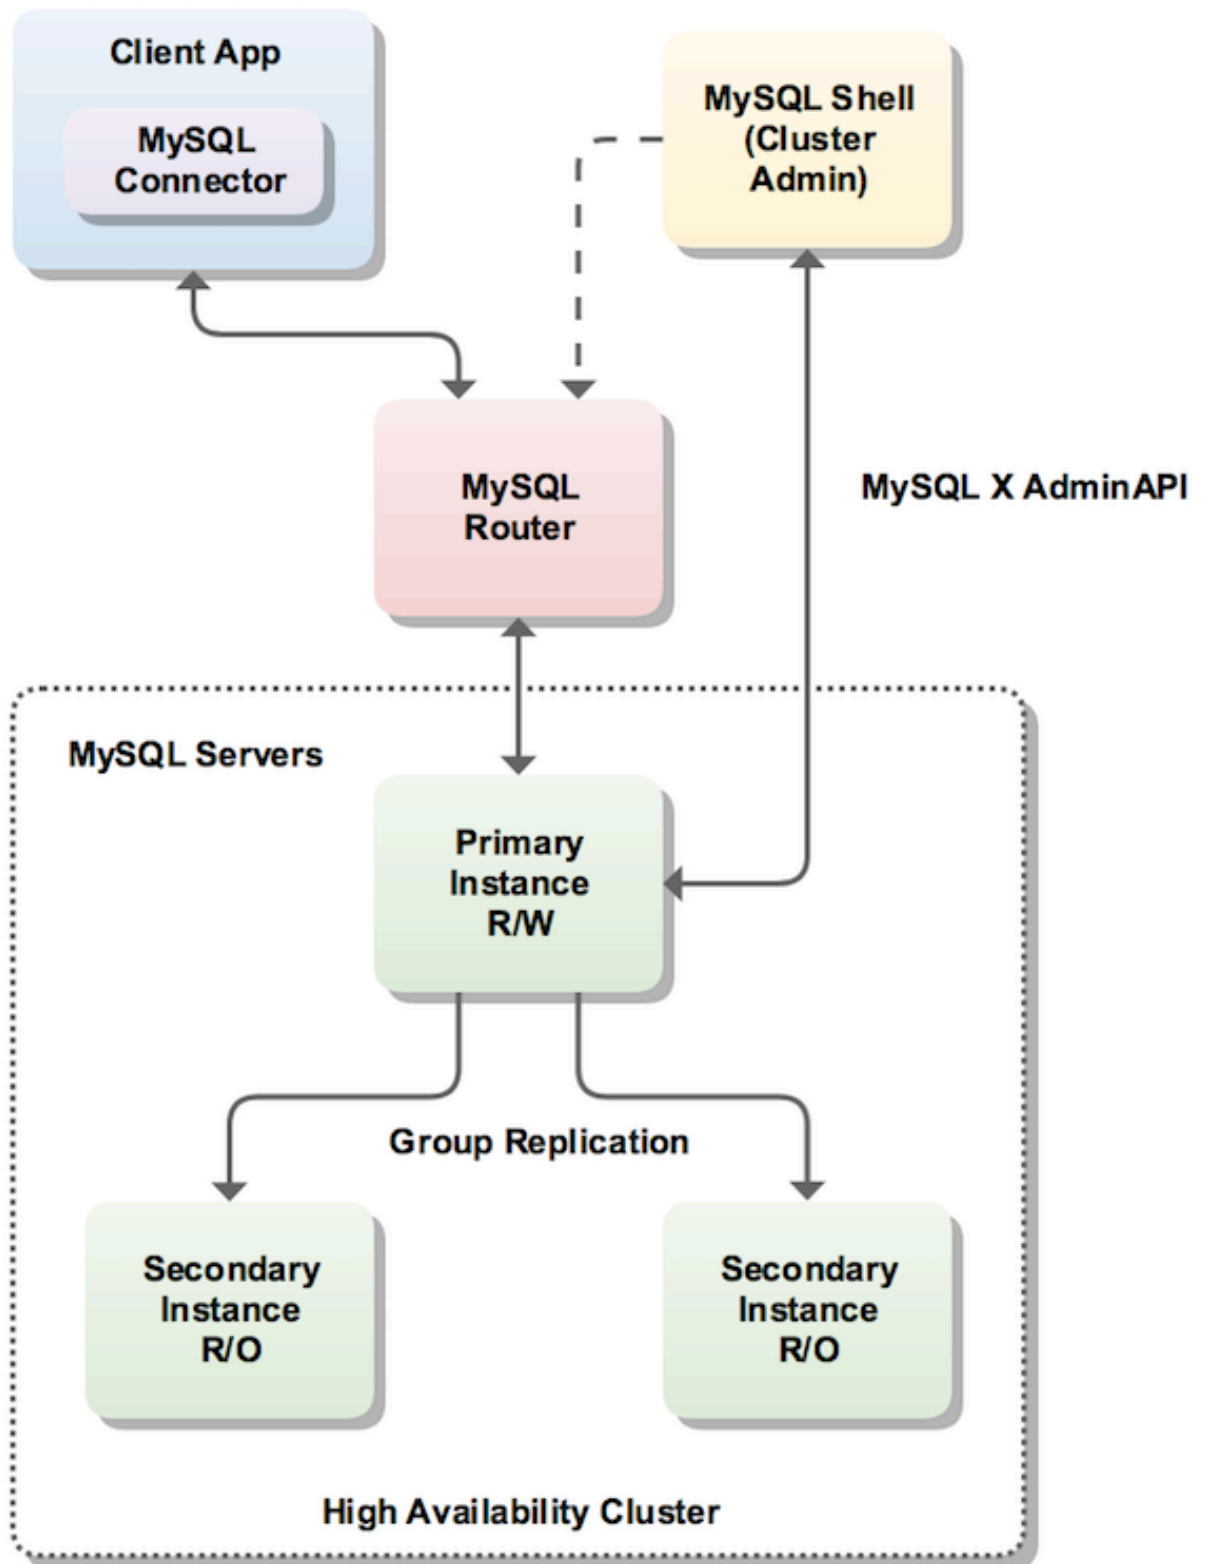 Client App
MySQL
Connector
MySQL Shell
(Cluster
Admin)
MySQL
Router
MySQL X AdminAPI
MySQL Servers
Primary
Instance
R/W
Group Replication
Secondary
Instance
R/O
Secondary
Instance
R/O
High Availability Cluster